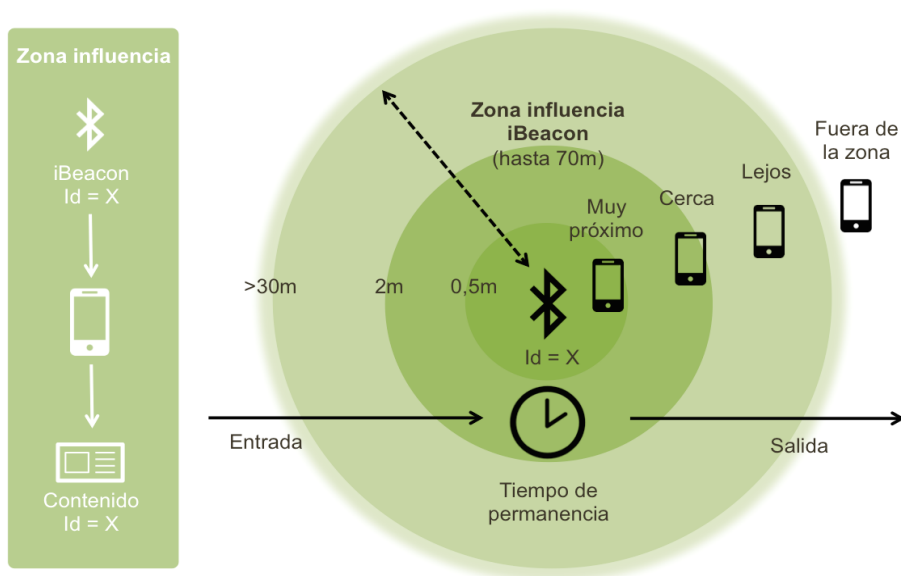 Zona influencia
iBeacon
Id = X
Contenido
Id = X
Zona influencia
iBeacon
(hasta 70m)
Muy
próximo
Cerca
Lejos
Fuera de
la zona
>30m
2m
0,5m
Id = X
Entrada
Salida
Tiempo de
permanencia